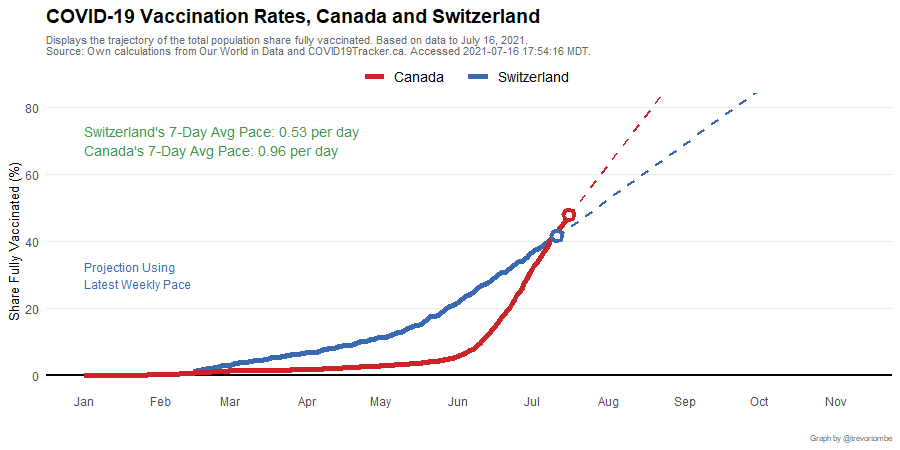 COVID-19 Vaccination Rates, Canada and Switzerland
Displays the trajectory of the total population share fully vaccinated. Based on data to July 16, 2021.
Source: Own calculations from Our World in Data and COVID19Tracker.ca. Accessed 2021-07-16 17:54:16 MDT.
Canada Switzerland
Share Fully Vaccinated (%)
80
Switzerland's 7-Day Avg Pace: 0.53 per day
Canada's 7-Day Avg Pace: 0.96 per day
60
40
Projection Using
Latest Weekly Pace
20
0
Jan Feb Mar Apr May Jun Jul Aug Sep Oct Nov
Graph by @trevortombe